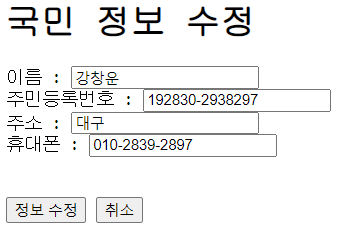 국민 정보 수정
이름 : 강창운
주민등록번호 : 192830-2938297
주소 : 대구
휴대폰 : 010-2839-2897
정보 수정 취소